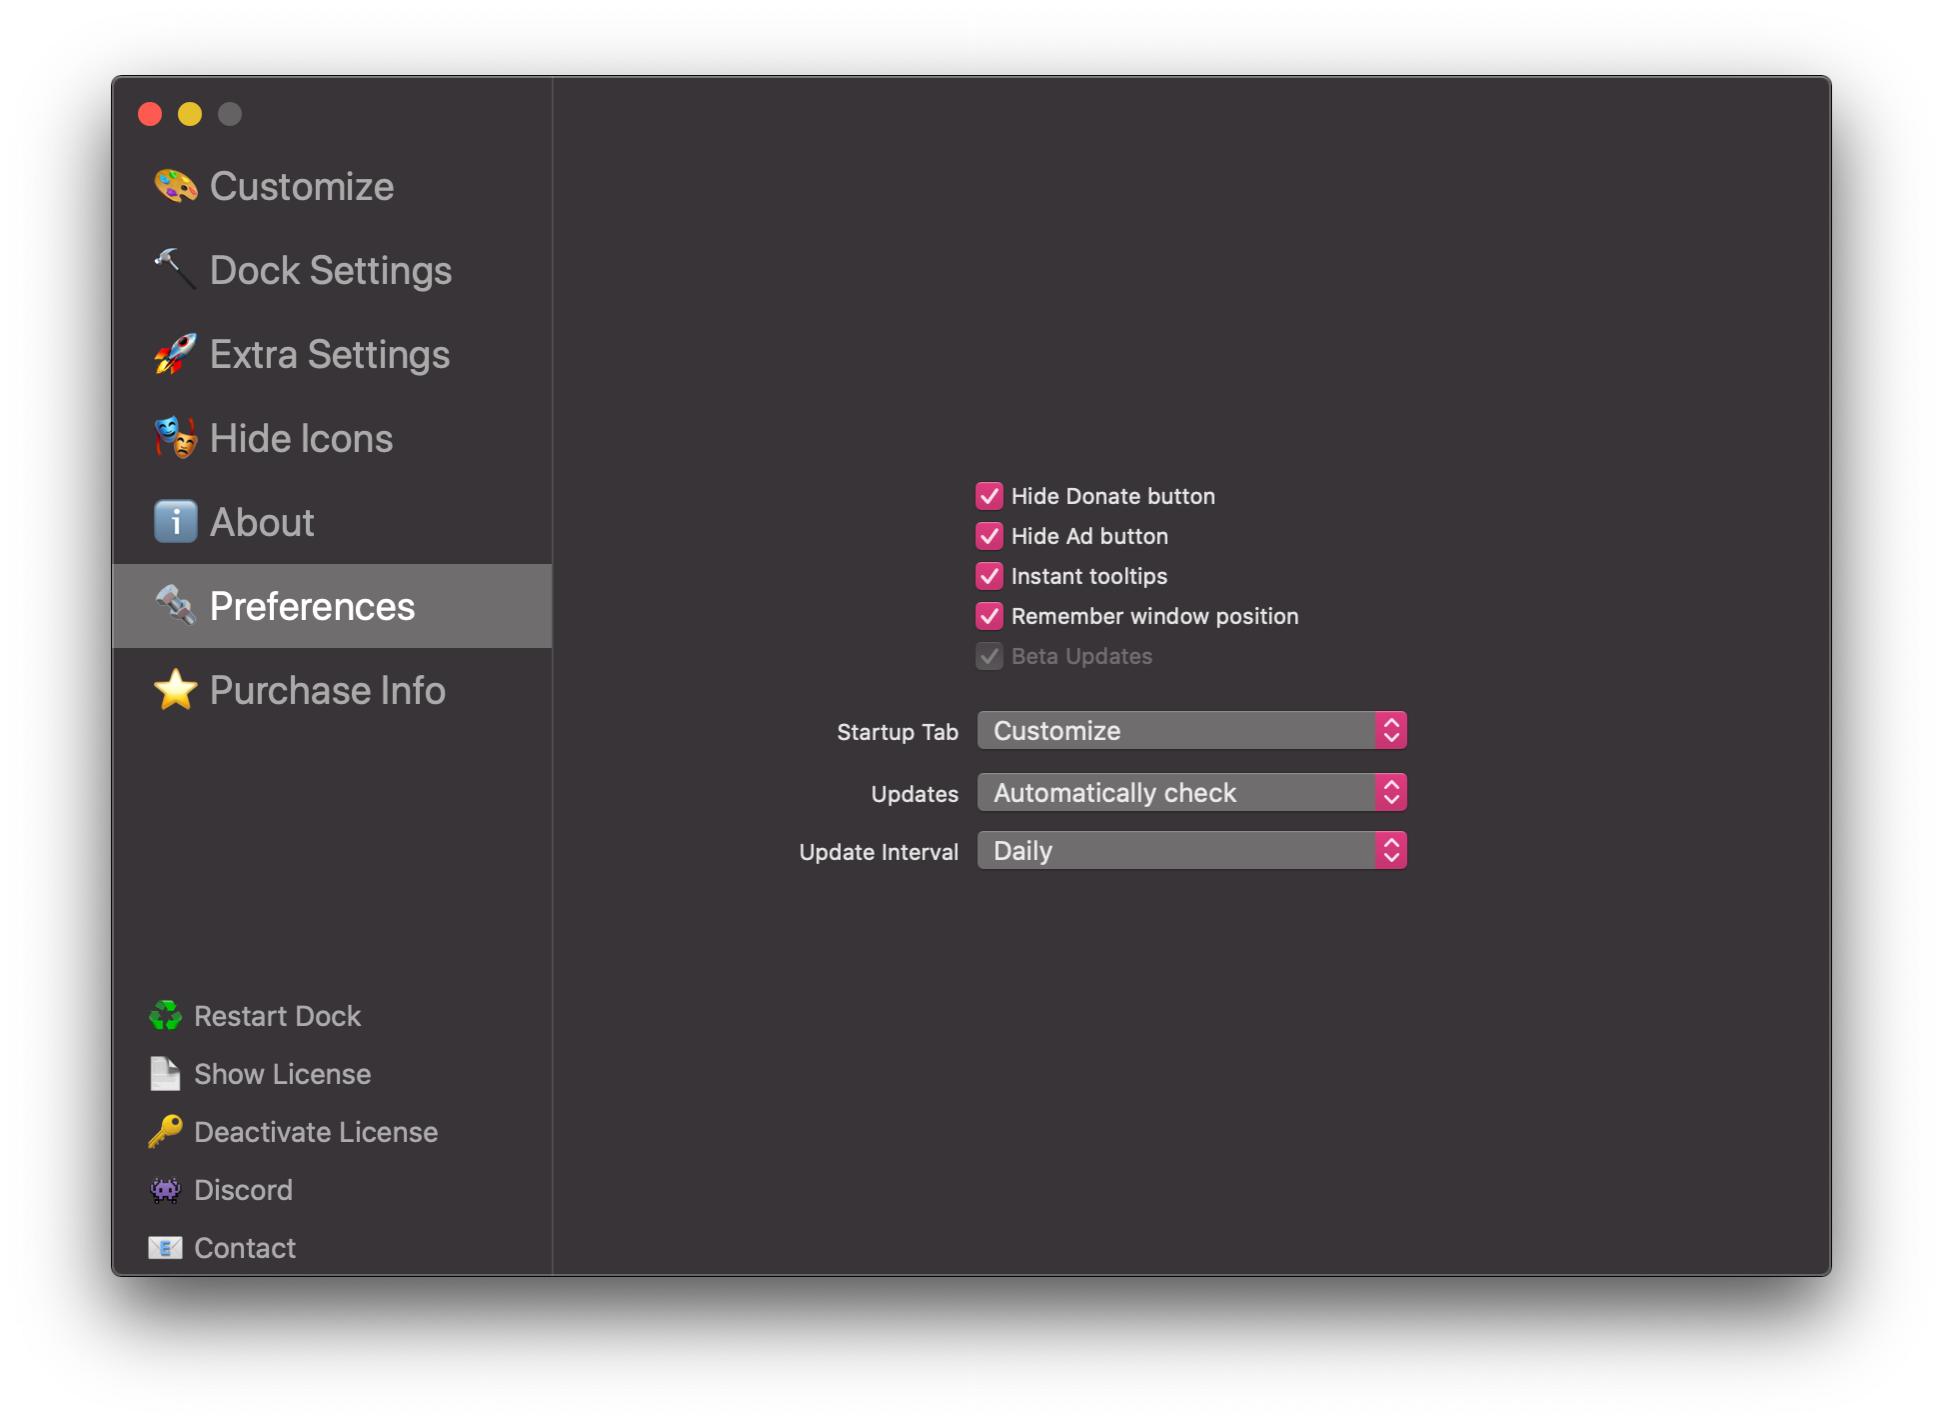 Customize
Dock Settings
Extra Settings
Hide Icons
About
Preferences
Purchase Info
Restart Dock
Show License
Deactivate License
Discord
Contact
Hide Donate button
Hide Ad button
Instant tooltips
Remember window position
Beta Updates
Startup Tab Customize
Updates Automatically check
Update Interval Daily